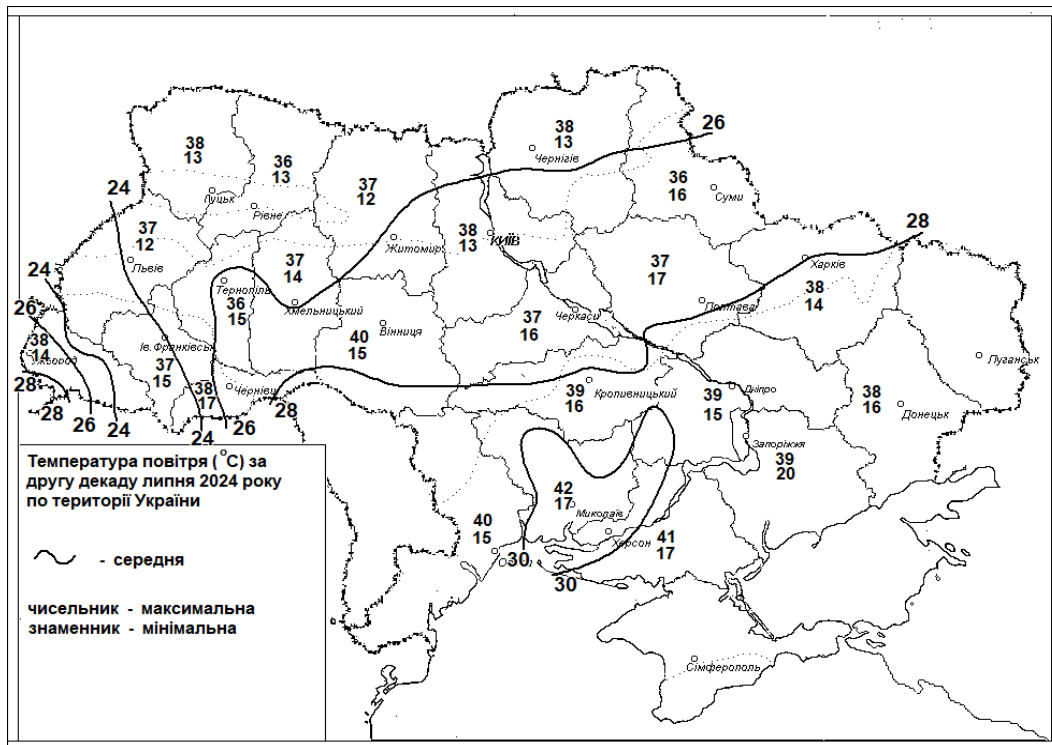 38
13
Чернігів
26
38
13
36
13
37
12
36
16
Суми
24
Луцьк
Рівне
37
12
Львів
Житомир
38
13
КИЇВ
28
Харків
24
37
14
37
17
38
14
Тернопіль
36
15
Хмельницький
Полтава
26
38
14
Ужгород
Ів. Франківськ
37
15
40
15
Вінниця
37
16
Черкаси
Луганськ
28
28
26
24
38
17
Чернівці
24
26
28
39
16
Кропивницький
39
15
Дніпро
38
16
Донецьк
Запоріжжя
39
20
Температура повітря (°С) за
другу декаду липня 2024 року
по території України
- середня
чисельник - максимальна
знаменник - мінімальна
42
17
Миколаїв
40
15
Херсон
41
17
30
30
Сімферополь